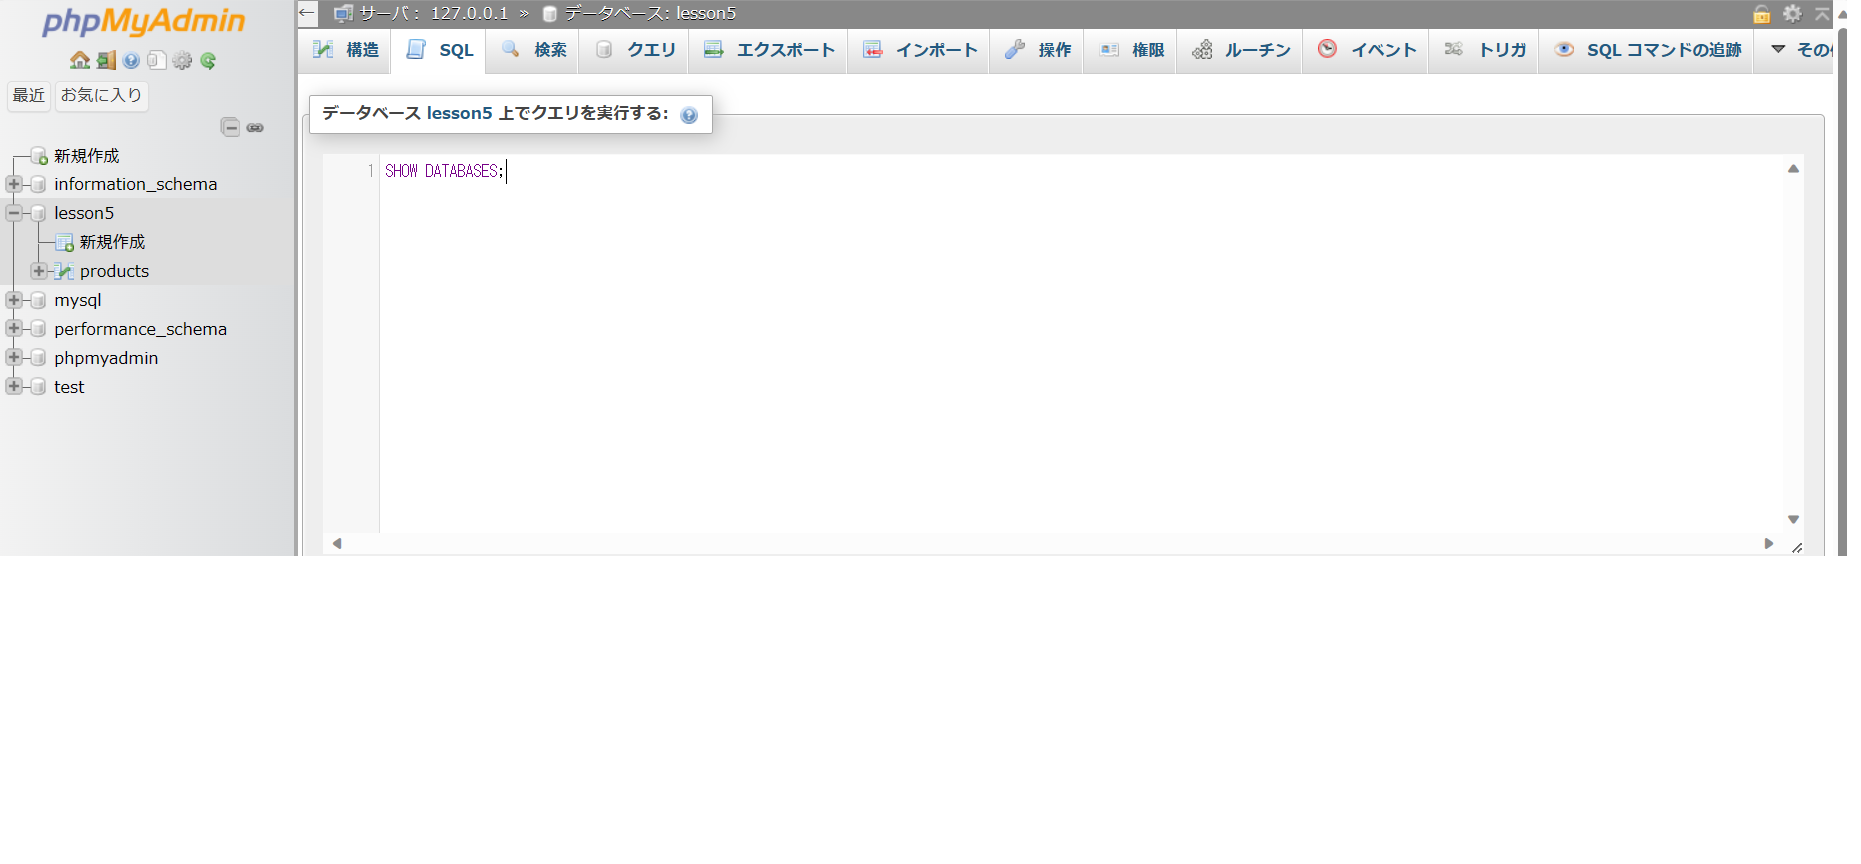 phpMyAdmin
最近 お気に入り
新規作成
information_schema
lesson5
新規作成
products
mysql
performance_schema
phpmyadmin
test
サーバ： 127.0.0.1 » データベース: lesson5
構造 SQL 検索 クエリ エクスポート インポート 操作 権限 ルーチン イベント トリガ SQL コマンドの追跡
データベース lesson5 上でクエリを実行する:
1 SHOW DATABASES;